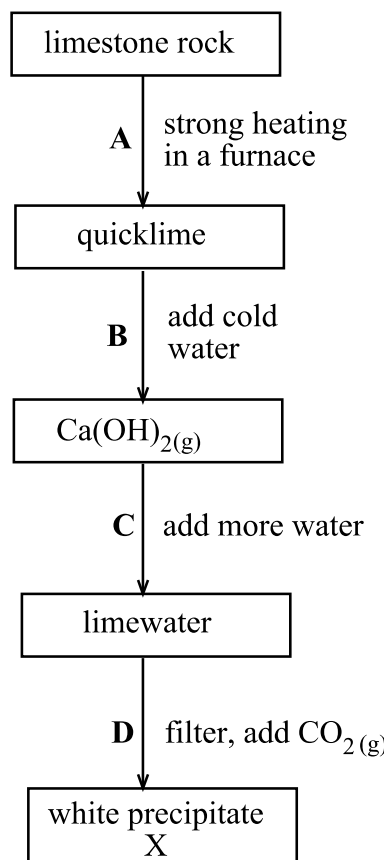 limestone rock
A
strong heating
in a furnace
quicklime
B
add cold
water
Ca(OH)2(g)
C
add more water
limewater
D
filter, add CO2 (g)
white precipitate
X